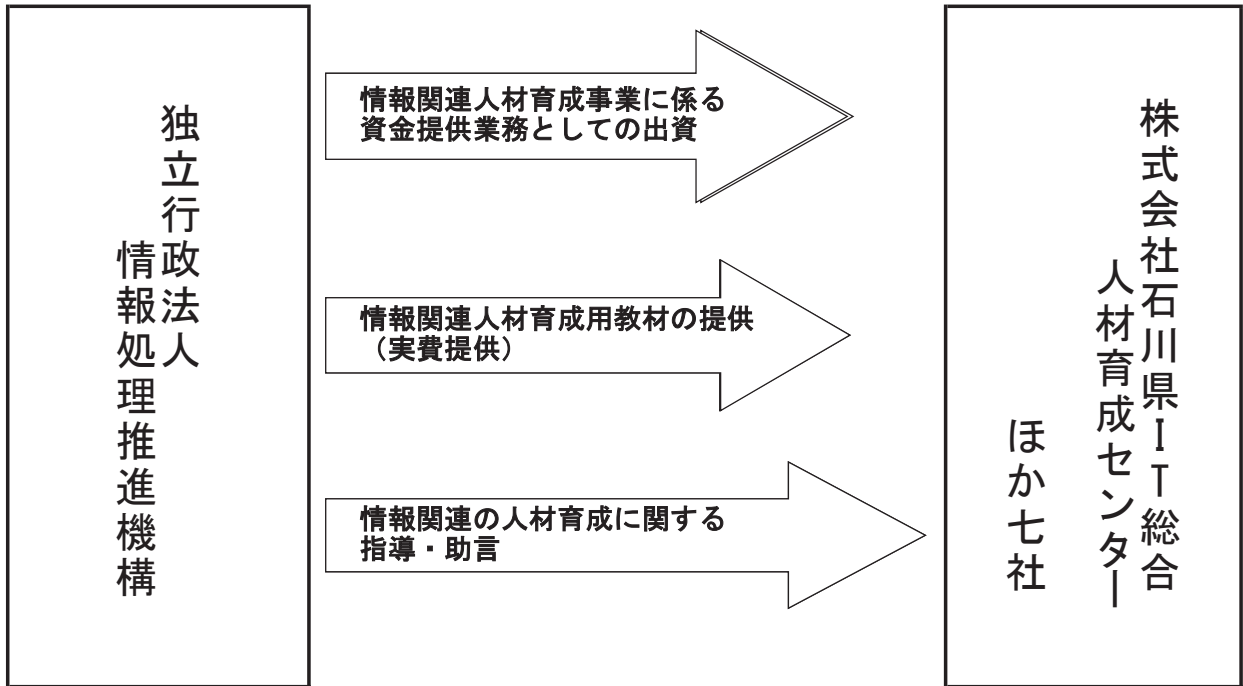 独立行政法人
情報処理推進機構
情報関連人材育成事業に係る
資金提供業務としての出資
情報関連人材育成用教材の提供
（実費提供）
情報関連の人材育成に関する
指導・助言
株式会社石川県ＩＴ総合
人材育成センター
ほか七社